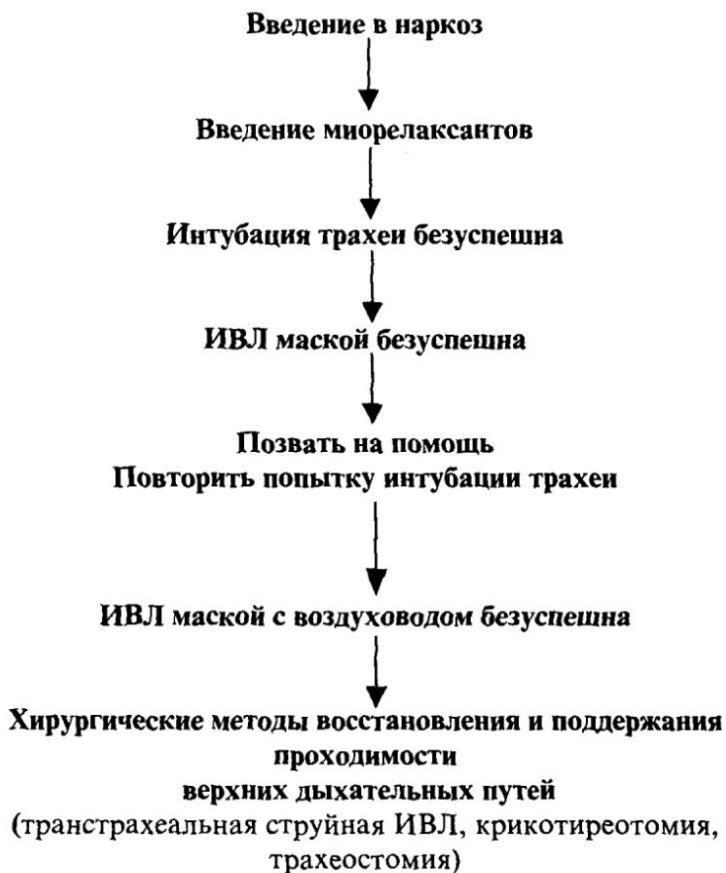 Введение в наркоз
Введение миорелаксантов
Интубация трахеи безуспешна
ИВЛ маской безуспешна
Позвать на помощь
Повторить попытку интубации трахеи
ИВЛ маской с воздуховодом безуспешна
Хирургические методы восстановления и поддержания
проходимости
верхних дыхательных путей
(транстрахеальная струйная ИВЛ, крикотиреотомия,
трахеостомия)